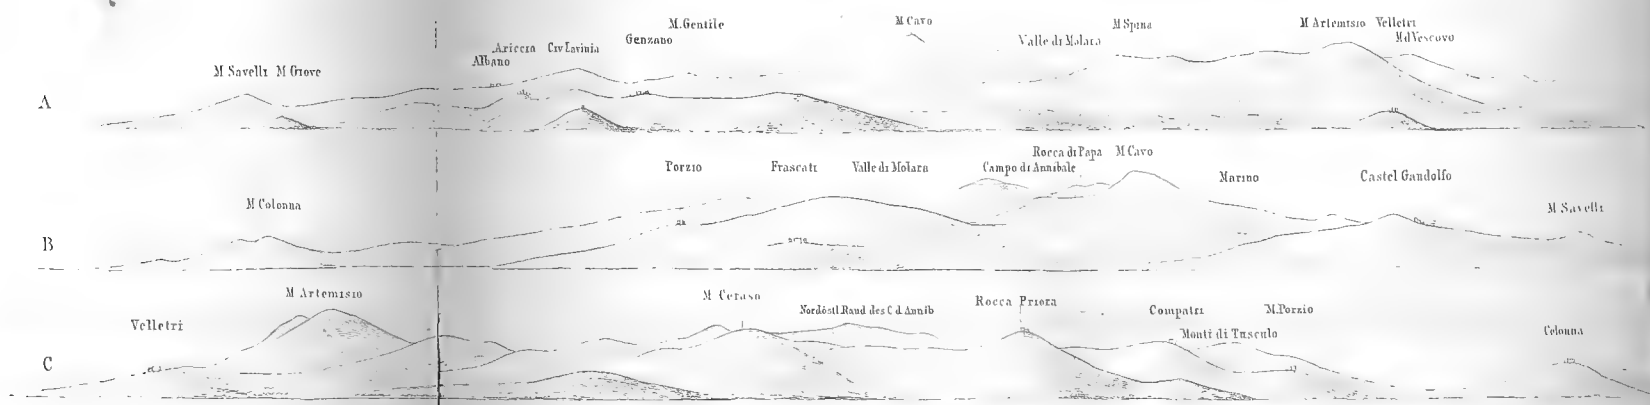 A
M Savelli M Giove
Albano
Ariccia
Civ Lavinia
Genzano
M. Gentile
M Cavo
Valle di Molara
M Spina
M Artemisio
Velletri
M d Vescovo
B
M Colonna
Porzio
Frascati
Valle di Molara
Campo di Annibale
Rocca di Papa
M Cavo
Marino
Castel Gandolfo
M Savelli
C
Velletri
M Artemisio
M Ceraso
Nordöstl. Rand des C d. Annib
Rocca Priora
Compatri
Monti di Tusculo
M. Porzio
Colonna